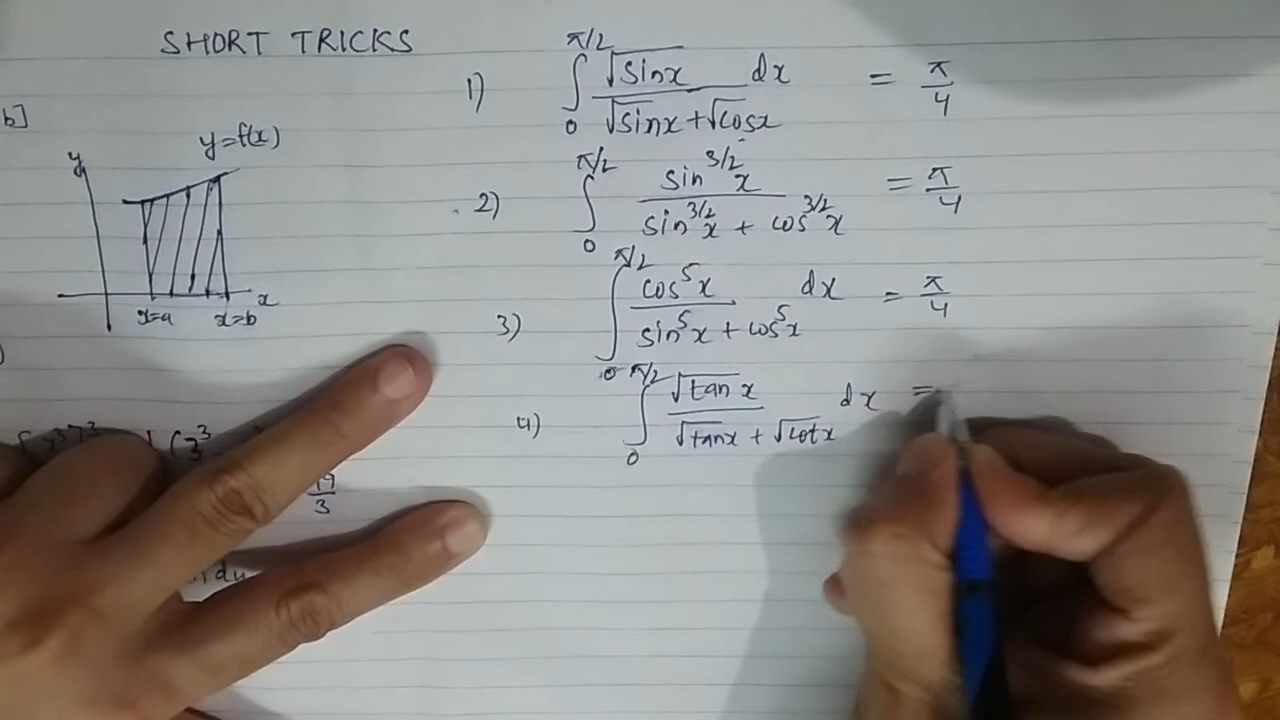 SHORT TRICKS
b]
y=f(x)
y
x
x=a x=b
1) ∫₀^π/2 √sinx / (√sinx+√cosx) dx = π/4
2) ∫₀^π/2 sin^3/2 x / (sin^3/2 x + cos^3/2 x) = π/4
3) ∫₀^π/2 cos⁵x / (sin⁵x + cos⁵x) dx = π/4
4) ∫₀^π/2 √tan x / (√tanx + √cotx) dx =
19/3